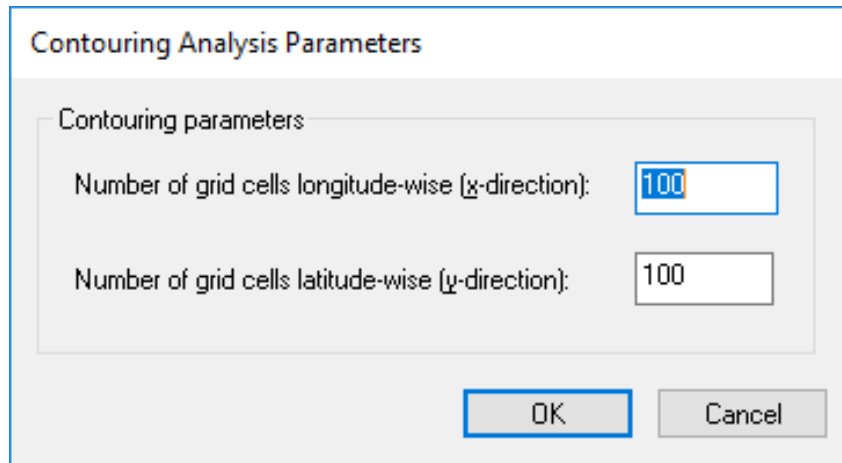 Contouring Analysis Parameters
Contouring parameters
Number of grid cells longitude-wise (x-direction): 100
Number of grid cells latitude-wise (y-direction): 100
OK Cancel